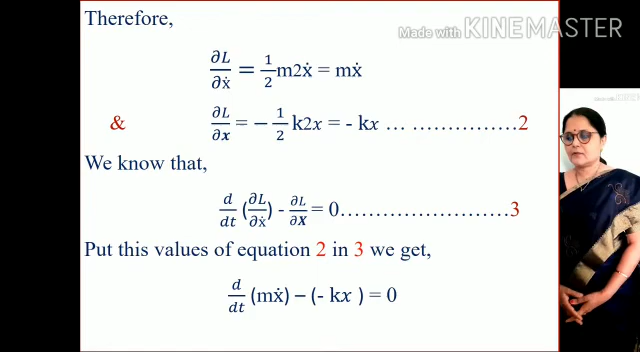 Therefore,
Made with KINEMASTER
∂L/∂ẋ = 1/2 m2ẋ = mẋ
& ∂L/∂x = − 1/2 k2x = - kx … ……………2
We know that,
d/dt (∂L/∂ẋ) - ∂L/∂X = 0……………………3
Put this values of equation 2 in 3 we get,
d/dt (mẋ) − (- kx ) = 0